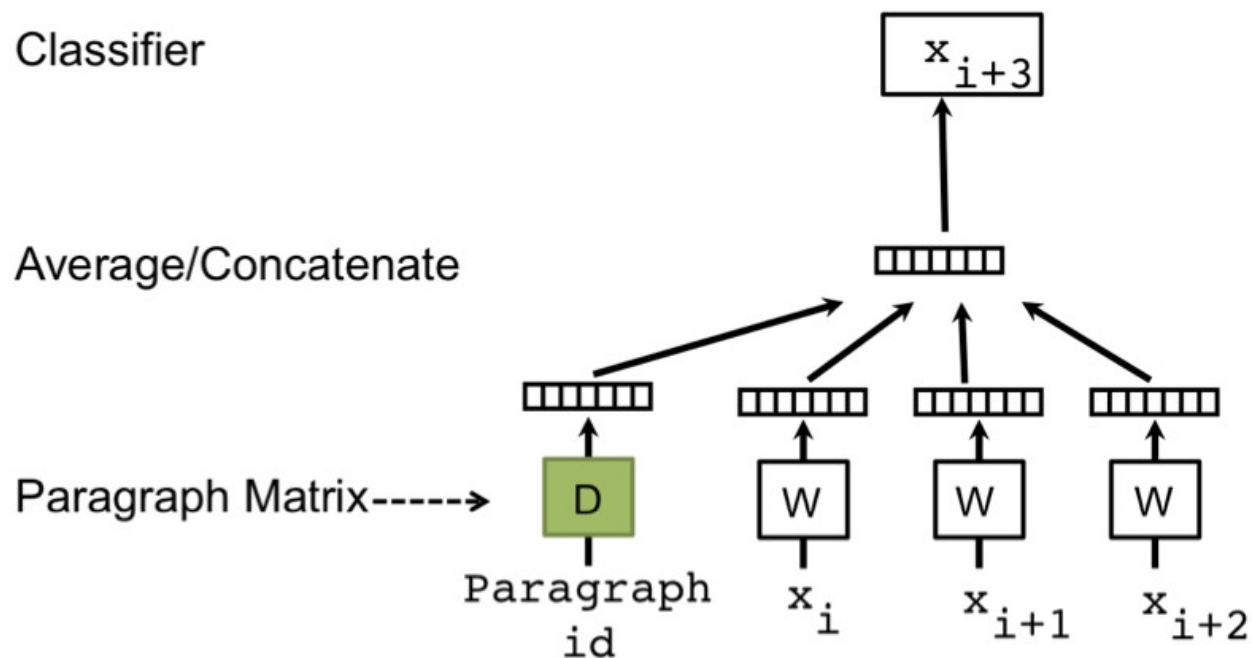 Classifier
x i+3
Average/Concatenate
Paragraph Matrix
D
W
W
W
Paragraph
id
x i
x i+1
x i+2